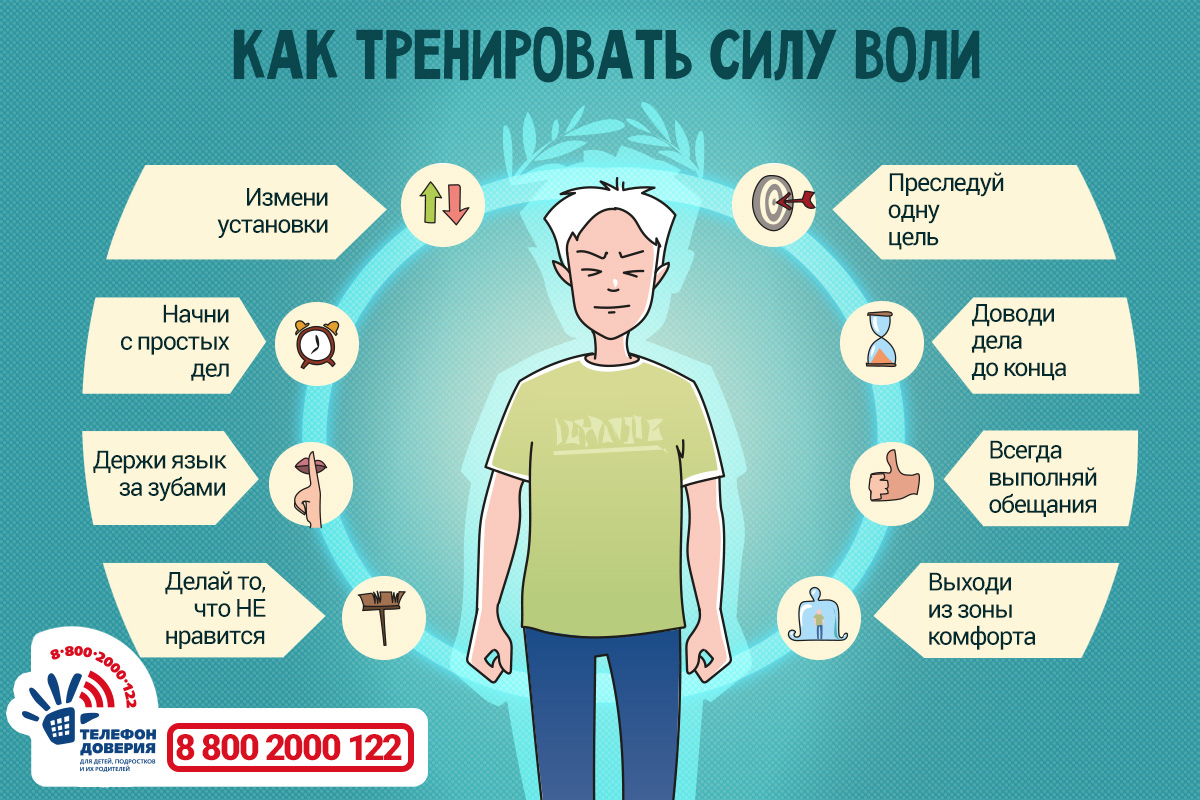 КАК ТРЕНИРОВАТЬ СИЛУ ВОЛИ
Измени
установки
Начни
с простых
дел
Держи язык
за зубами
Делай то,
что НЕ
нравится
Преследуй
одну
цель
Доводи
дела
до конца
Всегда
выполняй
обещания
Выходи
из зоны
комфорта
8·800·2000·122
ТЕЛЕФОН
ДОВЕРИЯ
ДЛЯ ДЕТЕЙ, ПОДРОСТКОВ
И ИХ РОДИТЕЛЕЙ
8 800 2000 122